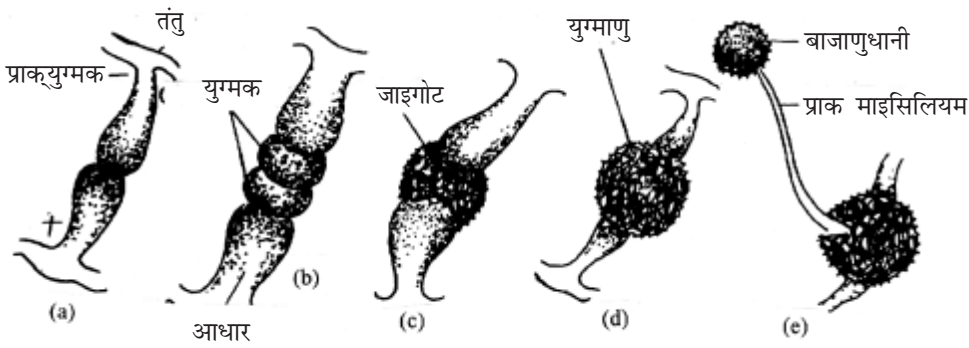 तंतु
प्राक्युग्मक
युग्मक
जाइगोट
युग्माणु
बाजाणुधानी
प्राक माइसिलियम
+
(a)
(b)
(c)
(d)
(e)
आधार